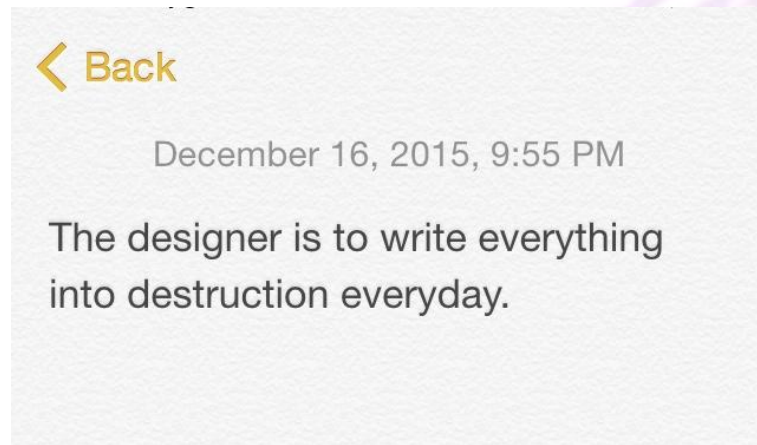 Back
December 16, 2015, 9:55 PM
The designer is to write everything
into destruction everyday.